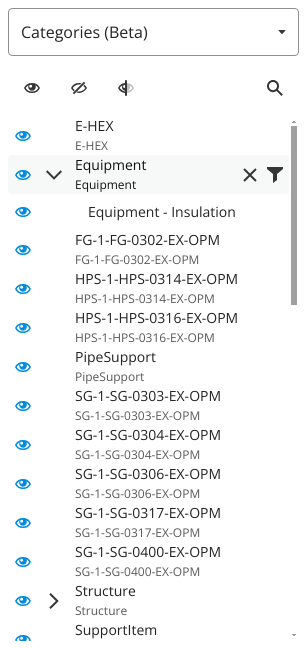 Categories (Beta)
E-HEX
E-HEX
Equipment
Equipment
Equipment - Insulation
FG-1-FG-0302-EX-OPM
FG-1-FG-0302-EX-OPM
HPS-1-HPS-0314-EX-OPM
HPS-1-HPS-0314-EX-OPM
HPS-1-HPS-0316-EX-OPM
HPS-1-HPS-0316-EX-OPM
PipeSupport
PipeSupport
SG-1-SG-0303-EX-OPM
SG-1-SG-0303-EX-OPM
SG-1-SG-0304-EX-OPM
SG-1-SG-0304-EX-OPM
SG-1-SG-0306-EX-OPM
SG-1-SG-0306-EX-OPM
SG-1-SG-0317-EX-OPM
SG-1-SG-0317-EX-OPM
SG-1-SG-0400-EX-OPM
SG-1-SG-0400-EX-OPM
Structure
Structure
SupportItem